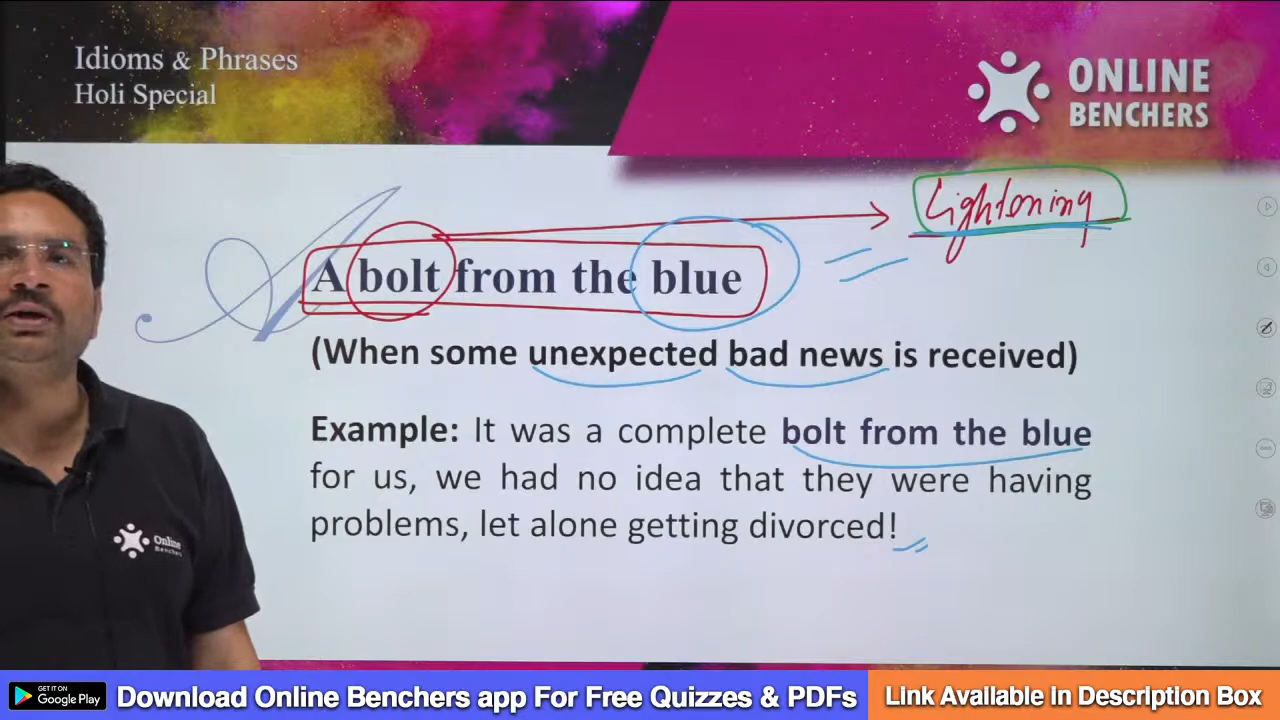 Idioms & Phrases
Holi Special
ONLINE
BENCHERS
Lightening
A bolt from the blue
(When some unexpected bad news is received)
Example: It was a complete bolt from the blue
for us, we had no idea that they were having
problems, let alone getting divorced!
Online
Benchers
GET IT ON
Google Play
Download Online Benchers app For Free Quizzes & PDFs
Link Available In Description Box